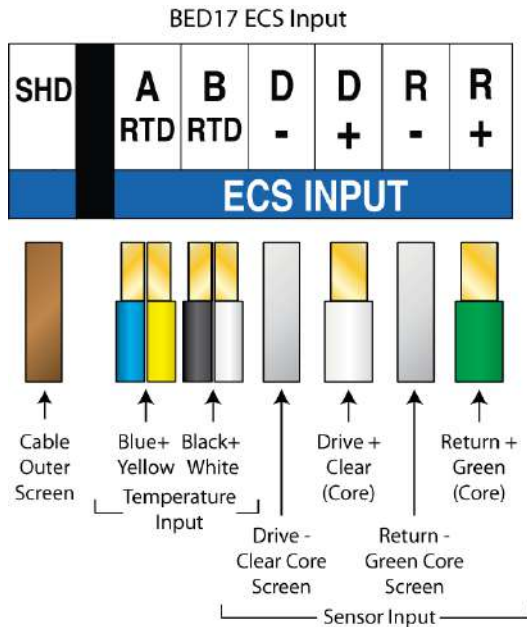 BED17 ECS Input
SHD A B D D R R
RTD RTD - + - +
ECS INPUT
Cable
Outer
Screen
Blue+
Yellow
Black+
White
Temperature
Input
Drive -
Clear Core
Screen
Drive +
Clear
(Core)
Return -
Green Core
Screen
Return +
Green
(Core)
Sensor Input